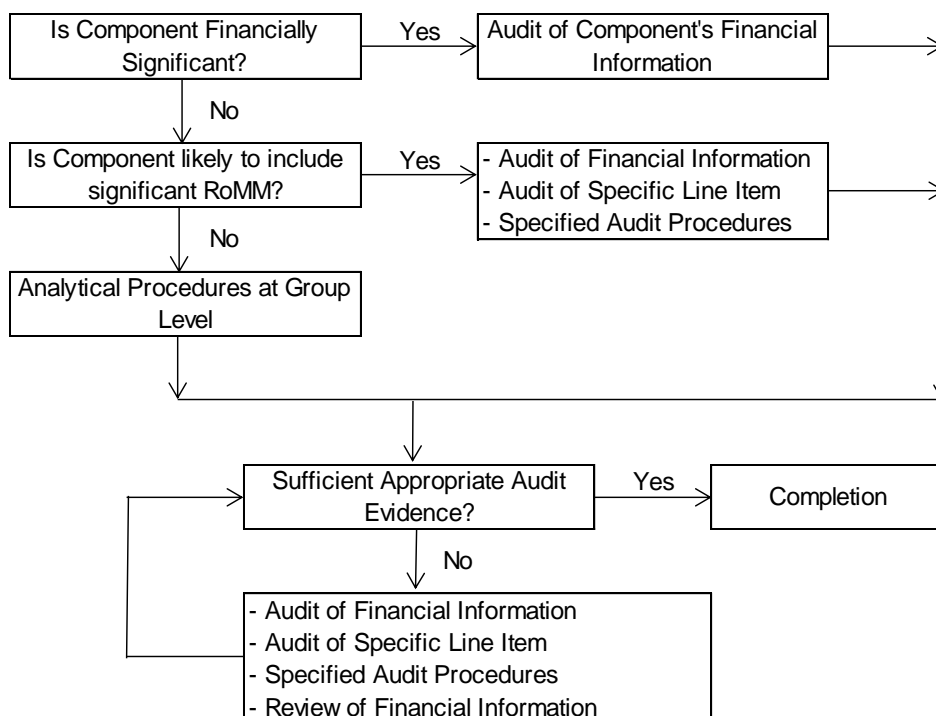 Is Component Financially
Significant?
Yes
Audit of Component's Financial
Information
No
Is Component likely to include
significant RoMM?
Yes
- Audit of Financial Information
- Audit of Specific Line Item
- Specified Audit Procedures
No
Analytical Procedures at Group
Level
Sufficient Appropriate Audit
Evidence?
Yes
Completion
No
- Audit of Financial Information
- Audit of Specific Line Item
- Specified Audit Procedures
- Review of Financial Information